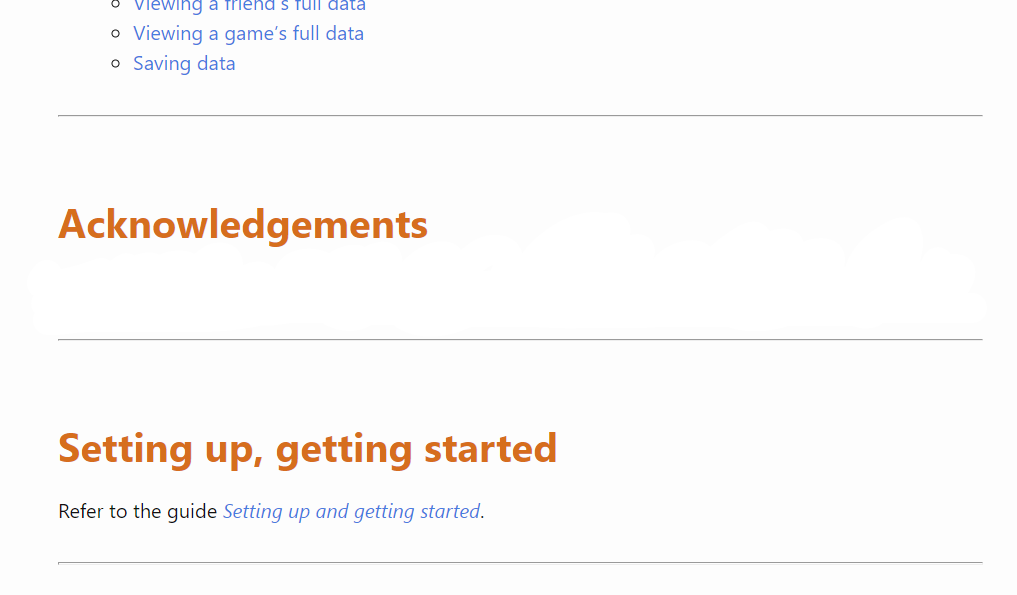 Viewing a friend's full data
Viewing a game's full data
Saving data
Acknowledgements
Setting up, getting started
Refer to the guide Setting up and getting started.